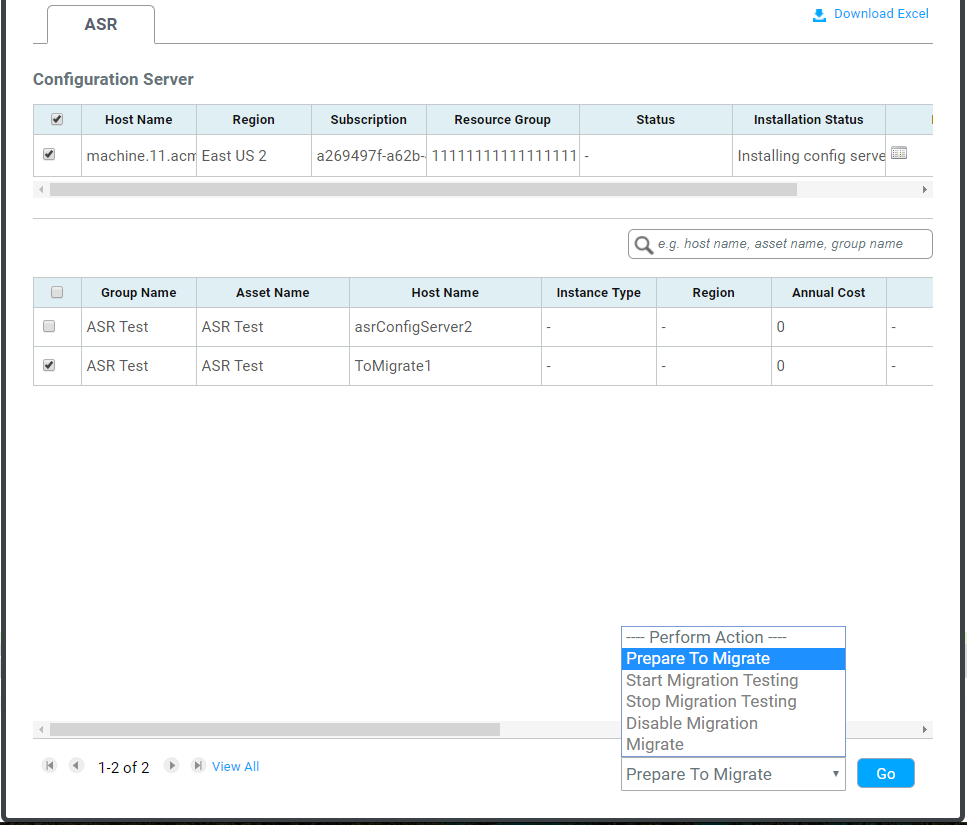 ASR
Download Excel
Configuration Server
Host Name Region Subscription Resource Group Status Installation Status
machine.11.acm East US 2 a269497f-a62b- 11111111111111111 - Installing config serve
e.g. host name, asset name, group name
Group Name Asset Name Host Name Instance Type Region Annual Cost
ASR Test ASR Test asrConfigServer2 - - 0 -
ASR Test ASR Test ToMigrate1 - - 0 -
---- Perform Action ----
Prepare To Migrate
Start Migration Testing
Stop Migration Testing
Disable Migration
Migrate
1-2 of 2 View All
Prepare To Migrate Go